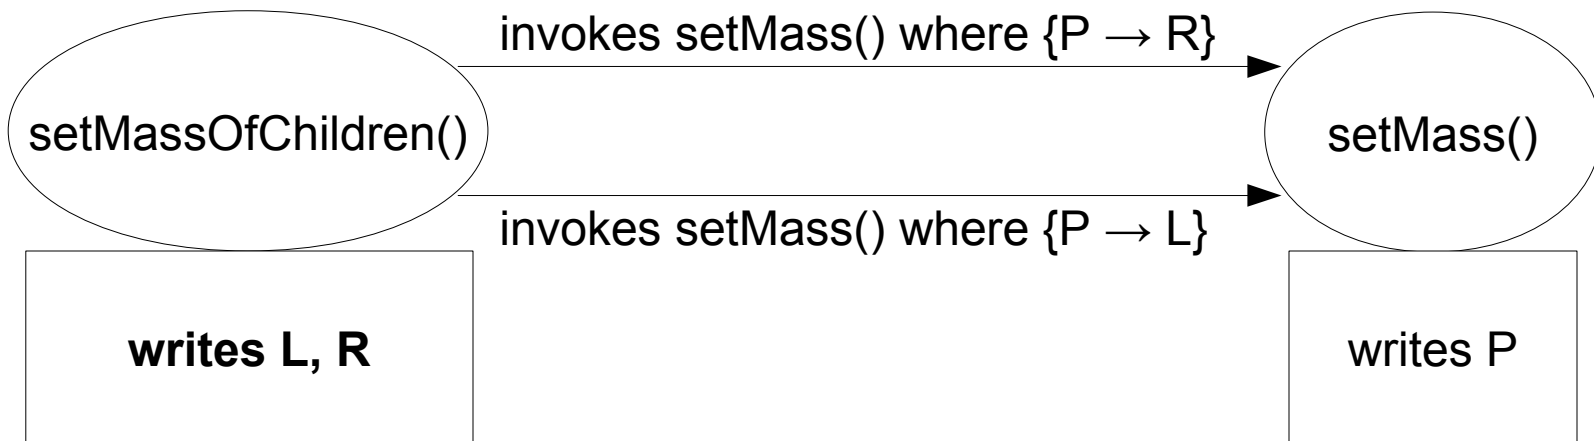 invokes setMass() where {P → R}
setMassOfChildren()
setMass()
invokes setMass() where {P → L}
writes L, R
writes P